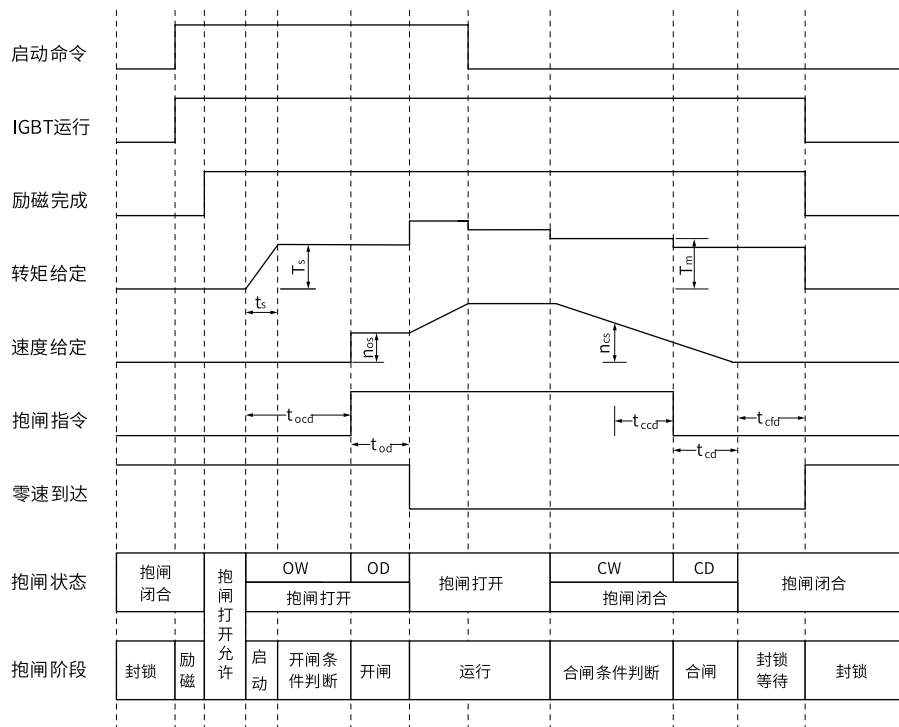 启动命令
IGBT运行
励磁完成
转矩给定
Ts
Tm
ts
速度给定
nos
ncs
抱闸指令
tocd
tccd
tcfd
tod
tcd
零速到达
抱闸状态
抱闸
闭合
抱
闸
打
开
允
许
OW
OD
抱闸打开
抱闸打开
CW
CD
抱闸闭合
抱闸闭合
抱闸阶段
封锁
励
磁
启
动
开闸条
件判断
开闸
运行
合闸条件判断
合闸
封锁
等待
封锁